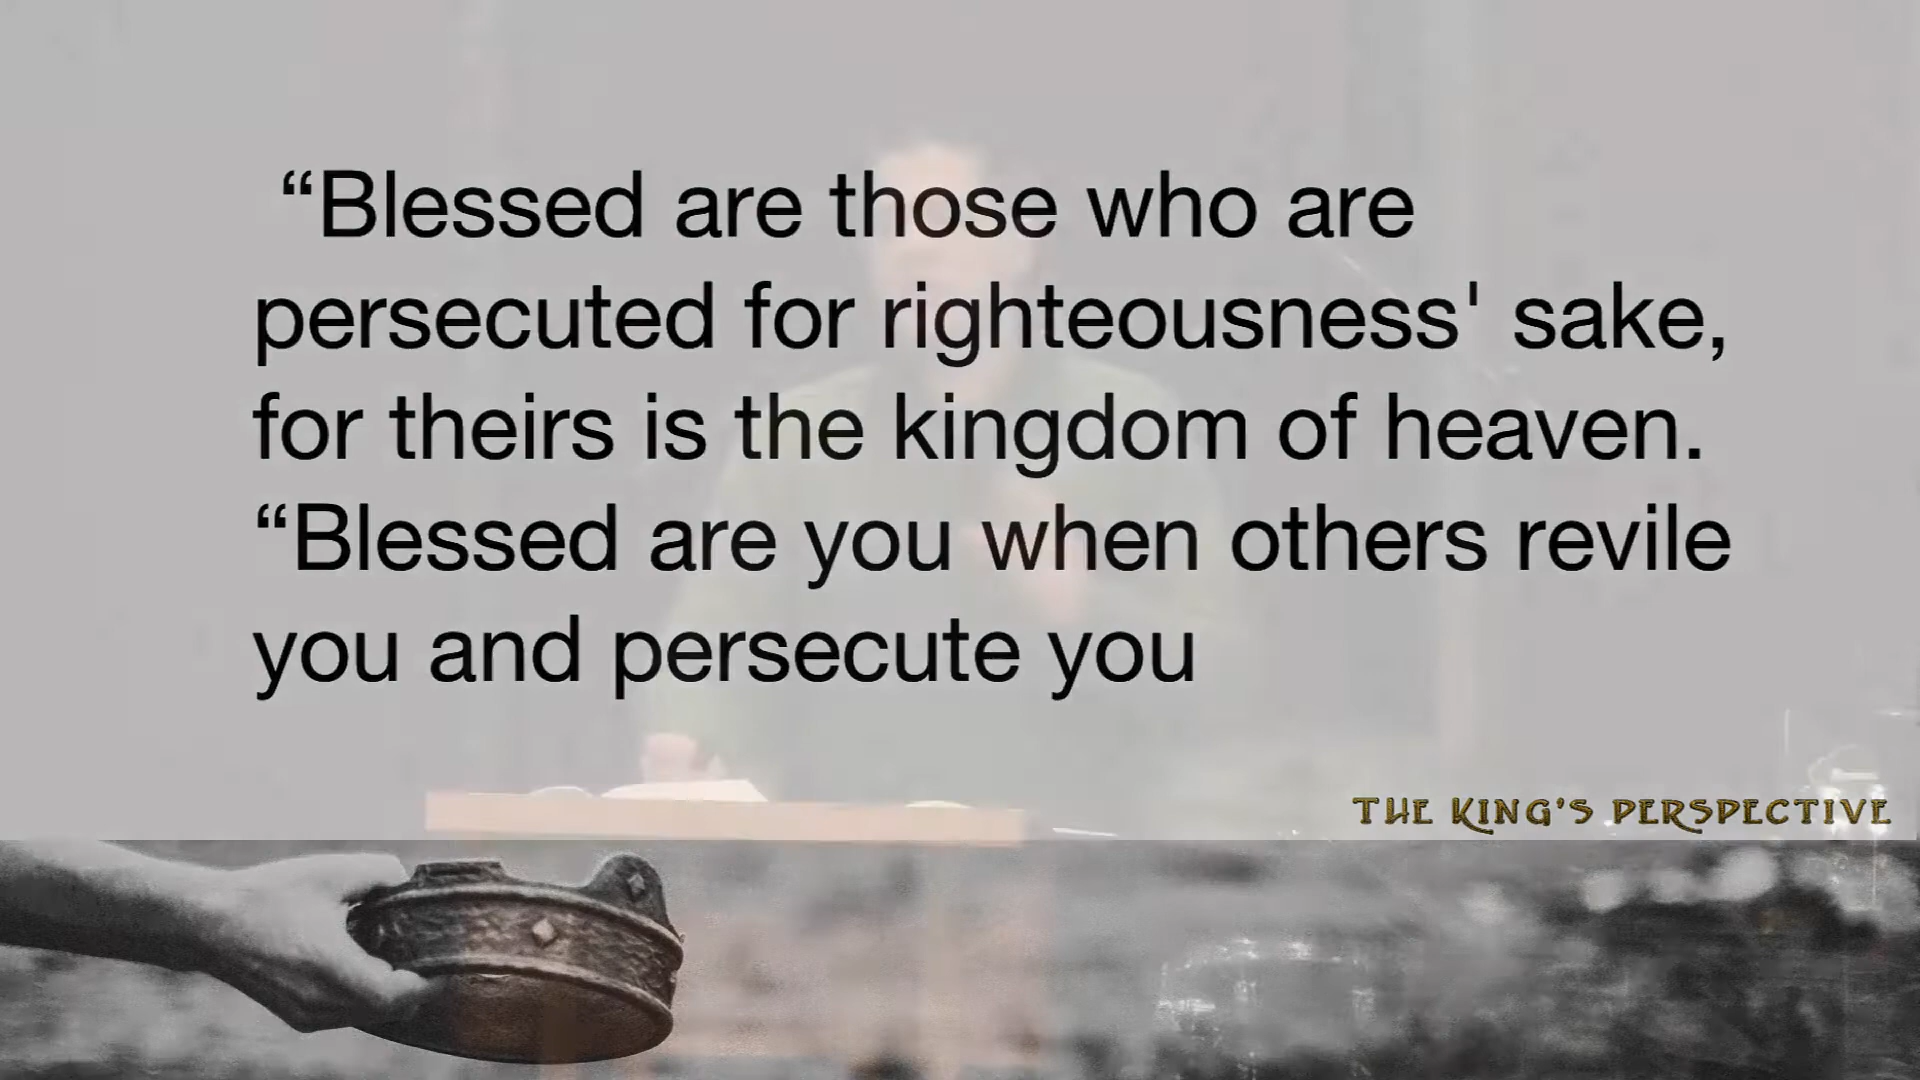 “Blessed are those who are
persecuted for righteousness' sake,
for theirs is the kingdom of heaven.
“Blessed are you when others revile
you and persecute you
THE KING'S PERSPECTIVE